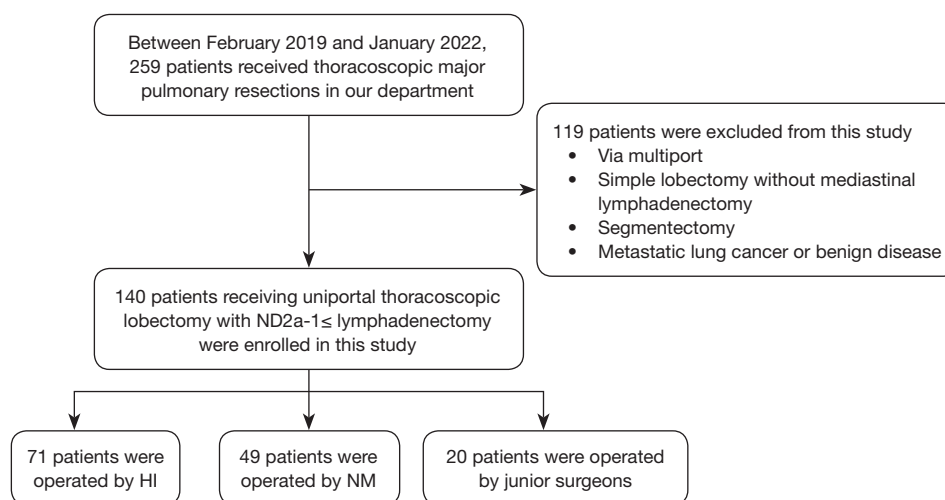 Between February 2019 and January 2022,
259 patients received thoracoscopic major
pulmonary resections in our department
119 patients were excluded from this study
• Via multiport
• Simple lobectomy without mediastinal
lymphadenectomy
• Segmentectomy
• Metastatic lung cancer or benign disease
140 patients receiving uniportal thoracoscopic
lobectomy with ND2a-1≤ lymphadenectomy
were enrolled in this study
71 patients were
operated by HI
49 patients were
operated by NM
20 patients were operated
by junior surgeons